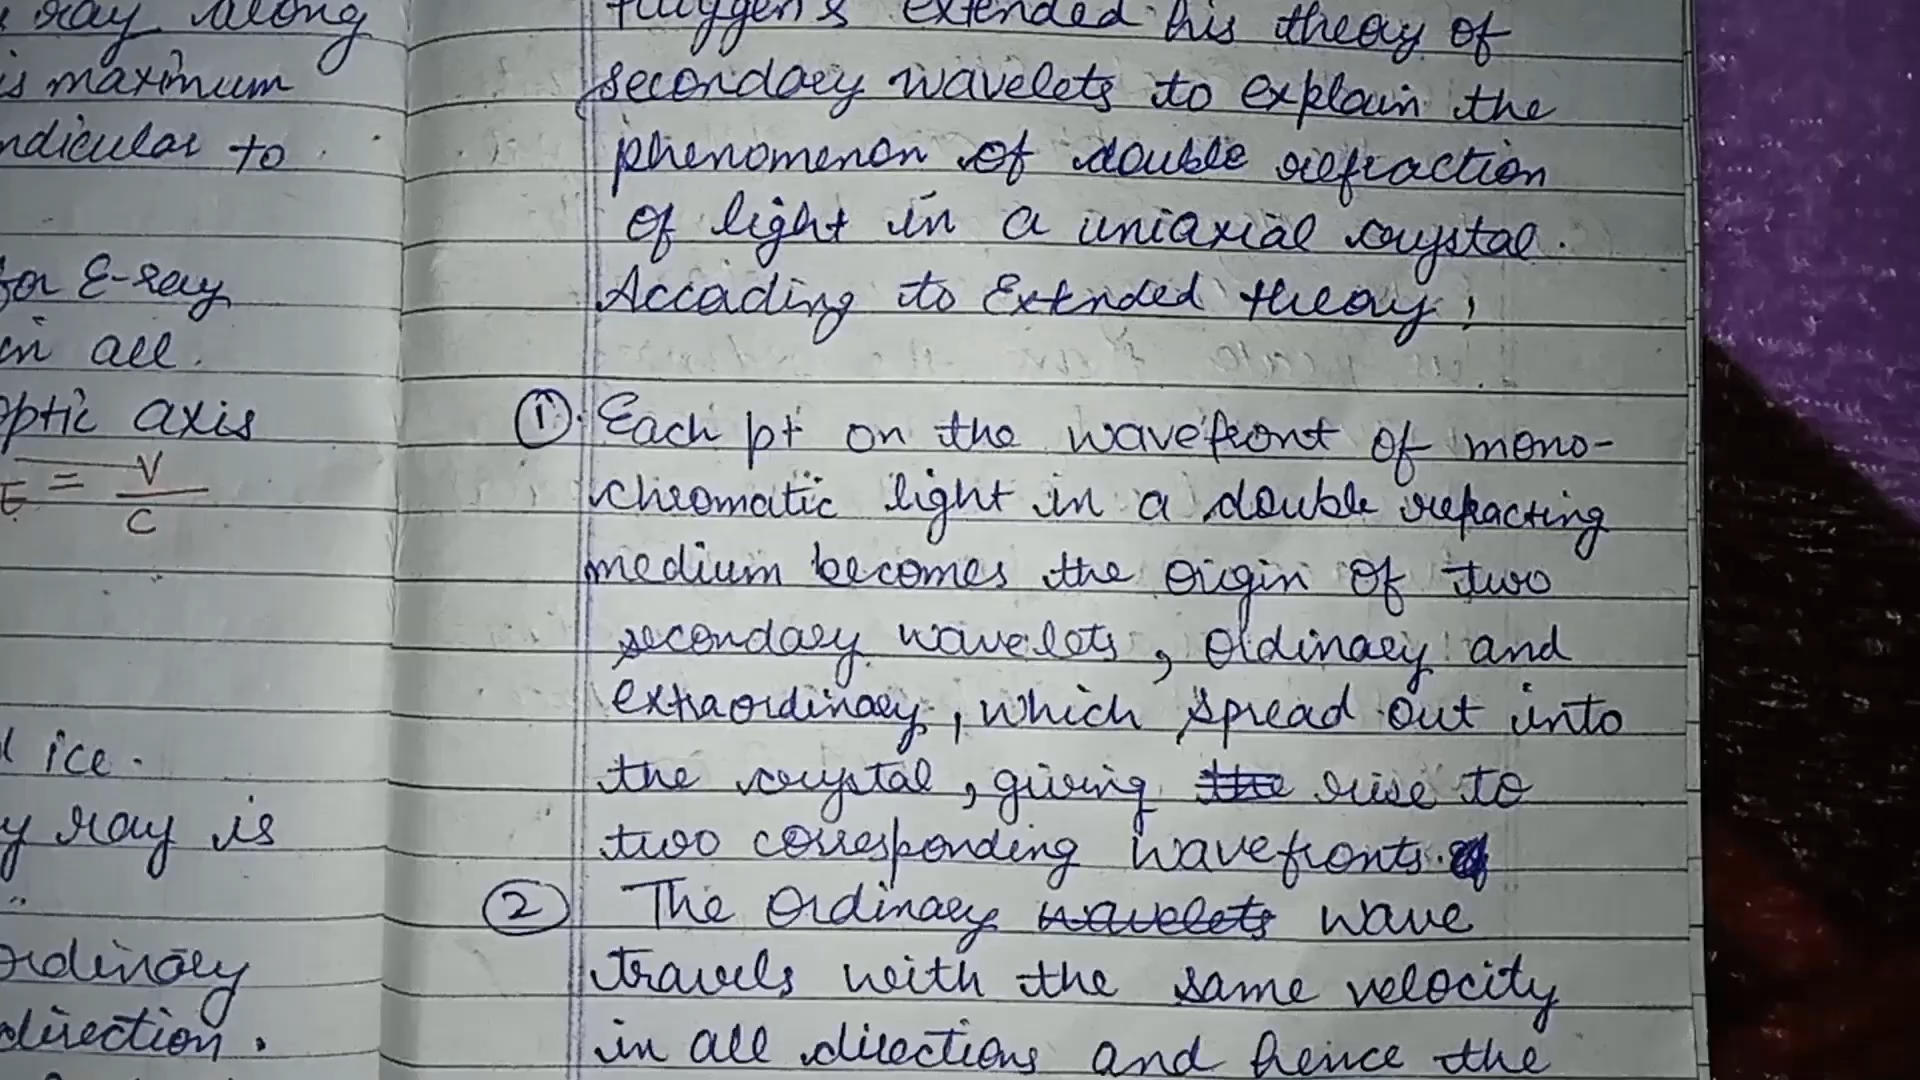 ray along
is maximum
ndicular to
for E-ray
in all.
optic axis
E = V
C
ice.
y ray is
ordinary
direction.
Huygen's extended his theory of
secondary wavelets to explain the
phenomenon of double refraction
of light in a uniaxial crystal.
Accoding to Extended theory,
1. Each pt on the wavefront of mono-
chromatic light in a double refracting
medium becomes the origin of two
secondary wavelets, ordinary and
extraordinary, which spread out into
the crystal, giving the rise to
two corresponding wavefronts.
2 The Ordinary wavelets wave
travels with the same velocity
in all directions and hence the